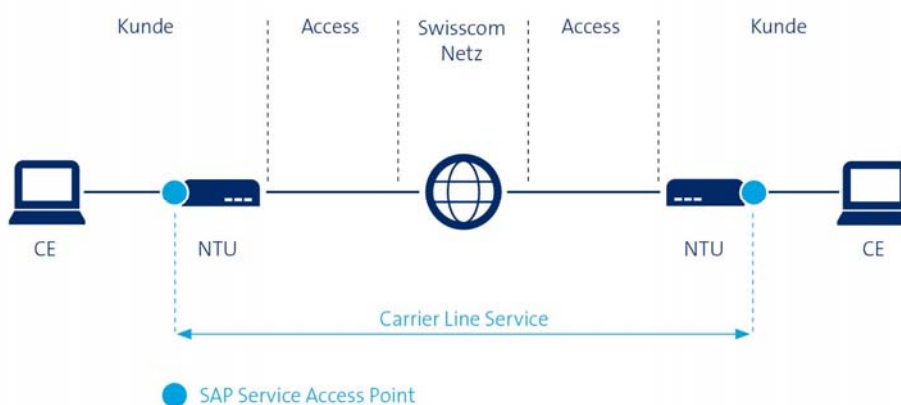 Kunde
Access
Swisscom
Netz
Access
Kunde
CE
NTU
NTU
CE
Carrier Line Service
SAP Service Access Point